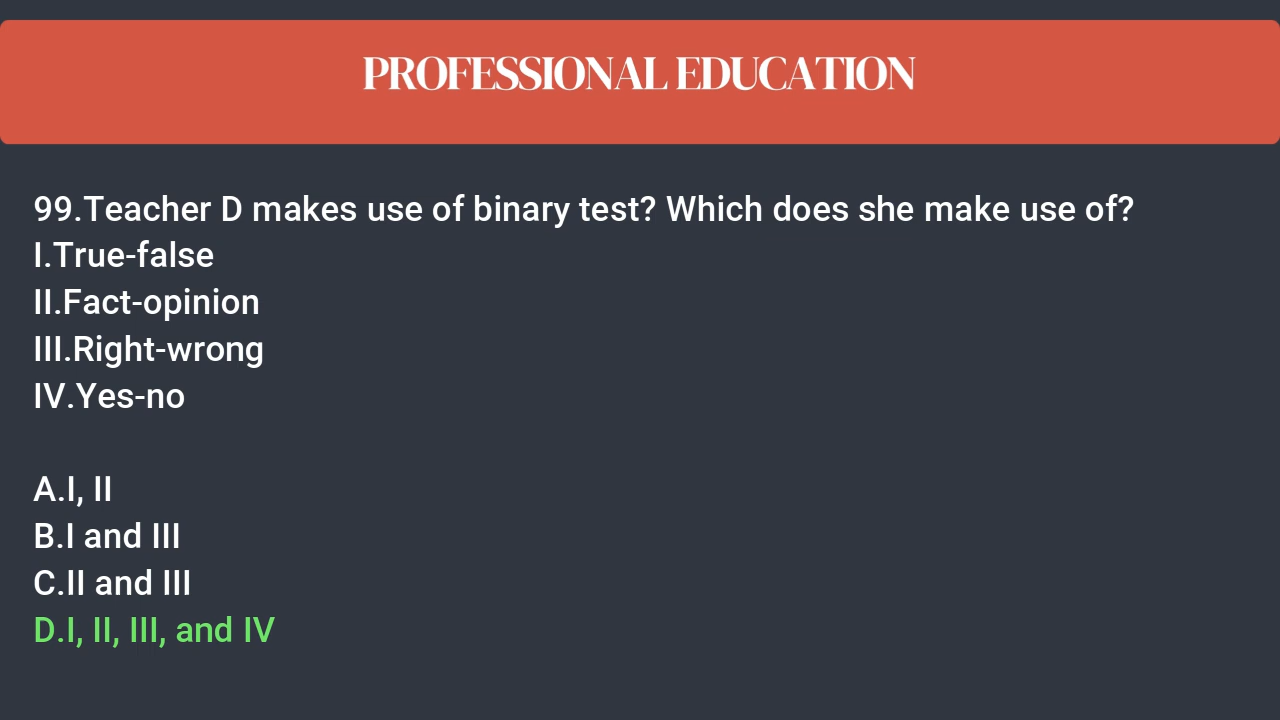 PROFESSIONAL EDUCATION
99.Teacher D makes use of binary test? Which does she make use of?
I.True-false
II.Fact-opinion
III.Right-wrong
IV.Yes-no
A.I, II
B.I and III
C.II and III
D.I, II, III, and IV